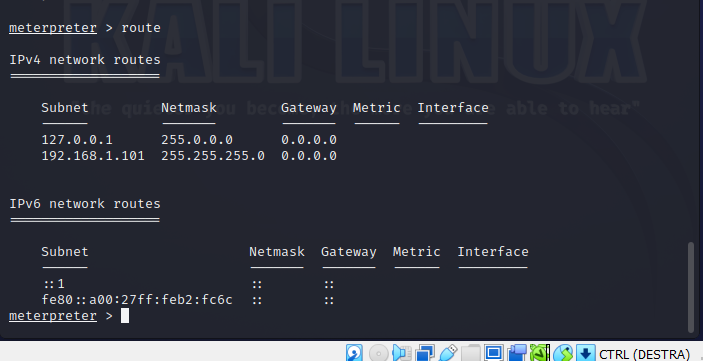 KALI LINUX
meterpreter > route
IPv4 network routes
Subnet Netmask Gateway Metric Interface
127.0.0.1 255.0.0.0 0.0.0.0
192.168.1.101 255.255.255.0 0.0.0.0
IPv6 network routes
Subnet Netmask Gateway Metric Interface
::1 :: ::
fe80::a00:27ff:feb2:fc6c :: ::
meterpreter >
CTRL (DESTRA)